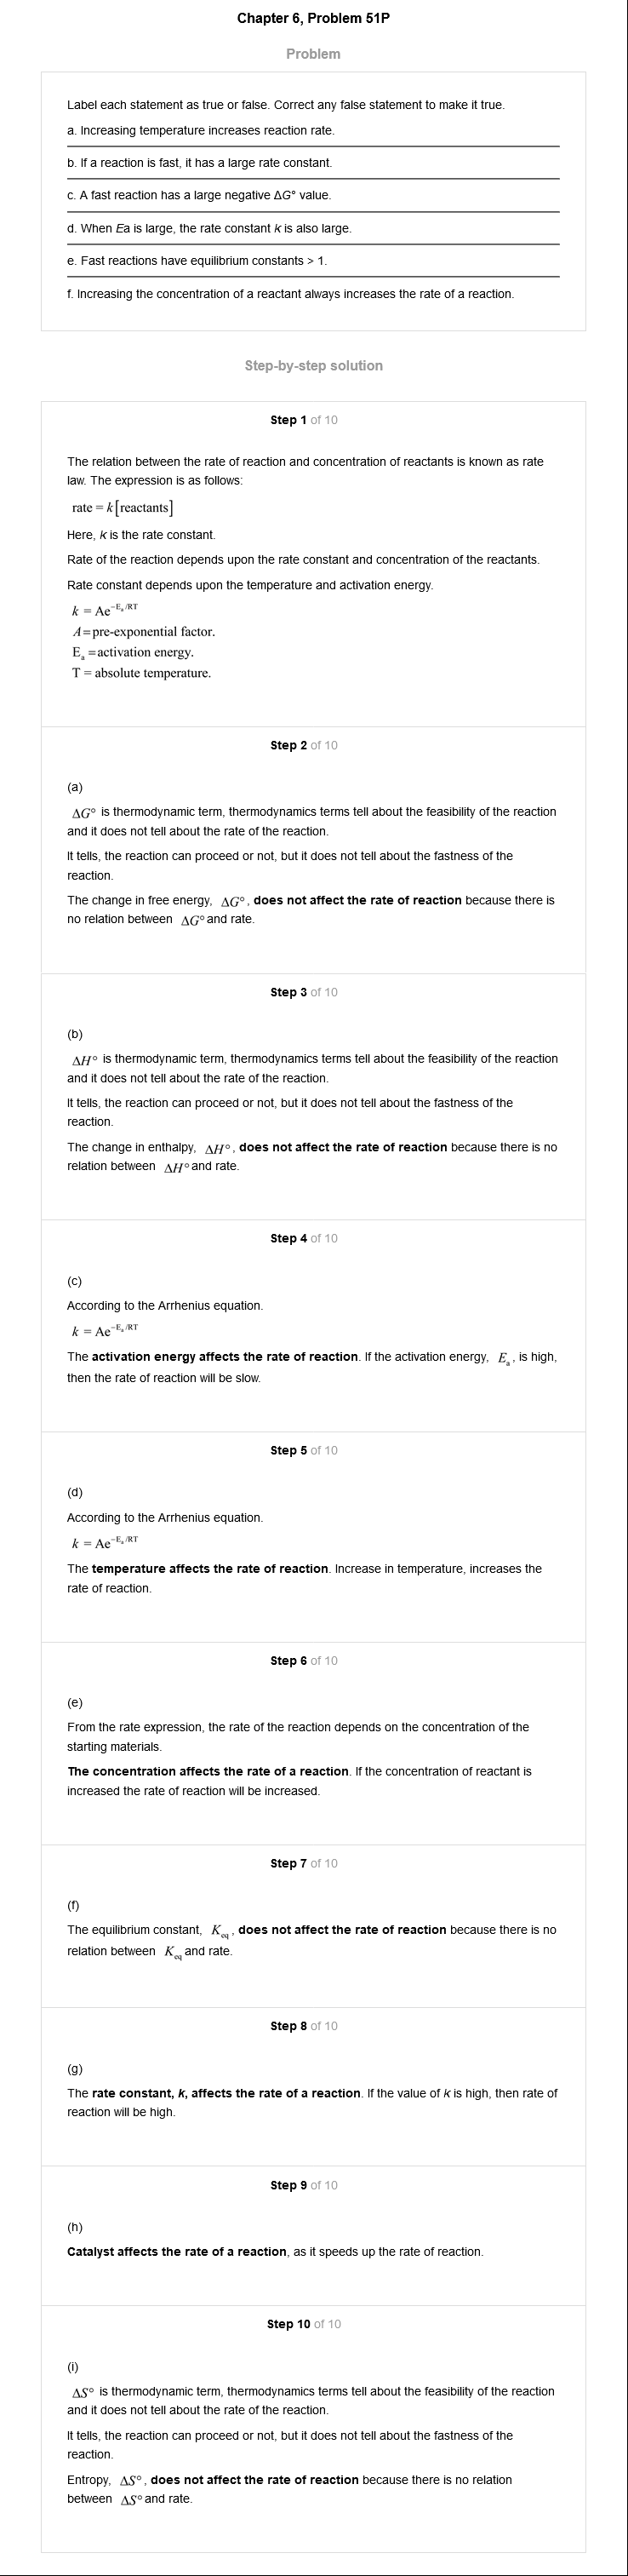 Chapter 6, Problem 51P
Problem
Label each statement as true or false. Correct any false statement to make it true.
a. Increasing temperature increases reaction rate.
b. If a reaction is fast, it has a large rate constant.
c. A fast reaction has a large negative ΔG° value.
d. When Ea is large, the rate constant k is also large.
e. Fast reactions have equilibrium constants > 1.
f. Increasing the concentration of a reactant always increases the rate of a reaction.
Step-by-step solution
Step 1 of 10
The relation between the rate of reaction and concentration of reactants is known as rate
law. The expression is as follows:
rate = k[reactants]
Here, k is the rate constant.
Rate of the reaction depends upon the rate constant and concentration of the reactants.
Rate constant depends upon the temperature and activation energy.
k = Ae^(-Eₐ/RT)
A = pre-exponential factor.
Eₐ = activation energy.
T = absolute temperature.
Step 2 of 10
(a)
ΔG° is thermodynamic term, thermodynamics terms tell about the feasibility of the reaction
and it does not tell about the rate of the reaction.
It tells, the reaction can proceed or not, but it does not tell about the fastness of the
reaction.
The change in free energy, ΔG°, does not affect the rate of reaction because there is
no relation between ΔG° and rate.
Step 3 of 10
(b)
ΔH° is thermodynamic term, thermodynamics terms tell about the feasibility of the reaction
and it does not tell about the rate of the reaction.
It tells, the reaction can proceed or not, but it does not tell about the fastness of the
reaction.
The change in enthalpy, ΔH°, does not affect the rate of reaction because there is no
relation between ΔH° and rate.
Step 4 of 10
(c)
According to the Arrhenius equation.
k = Ae^(-Eₐ/RT)
The activation energy affects the rate of reaction. If the activation energy, Eₐ, is high,
then the rate of reaction will be slow.
Step 5 of 10
(d)
According to the Arrhenius equation.
k = Ae^(-Eₐ/RT)
The temperature affects the rate of reaction. Increase in temperature, increases the
rate of reaction.
Step 6 of 10
(e)
From the rate expression, the rate of the reaction depends on the concentration of the
starting materials.
The concentration affects the rate of a reaction. If the concentration of reactant is
increased the rate of reaction will be increased.
Step 7 of 10
(f)
The equilibrium constant, K_eq, does not affect the rate of reaction because there is no
relation between K_eq and rate.
Step 8 of 10
(g)
The rate constant, k, affects the rate of a reaction. If the value of k is high, then rate of
reaction will be high.
Step 9 of 10
(h)
Catalyst affects the rate of a reaction, as it speeds up the rate of reaction.
Step 10 of 10
(i)
ΔS° is thermodynamic term, thermodynamics terms tell about the feasibility of the reaction
and it does not tell about the rate of the reaction.
It tells, the reaction can proceed or not, but it does not tell about the fastness of the
reaction.
Entropy, ΔS°, does not affect the rate of reaction because there is no relation
between ΔS° and rate.